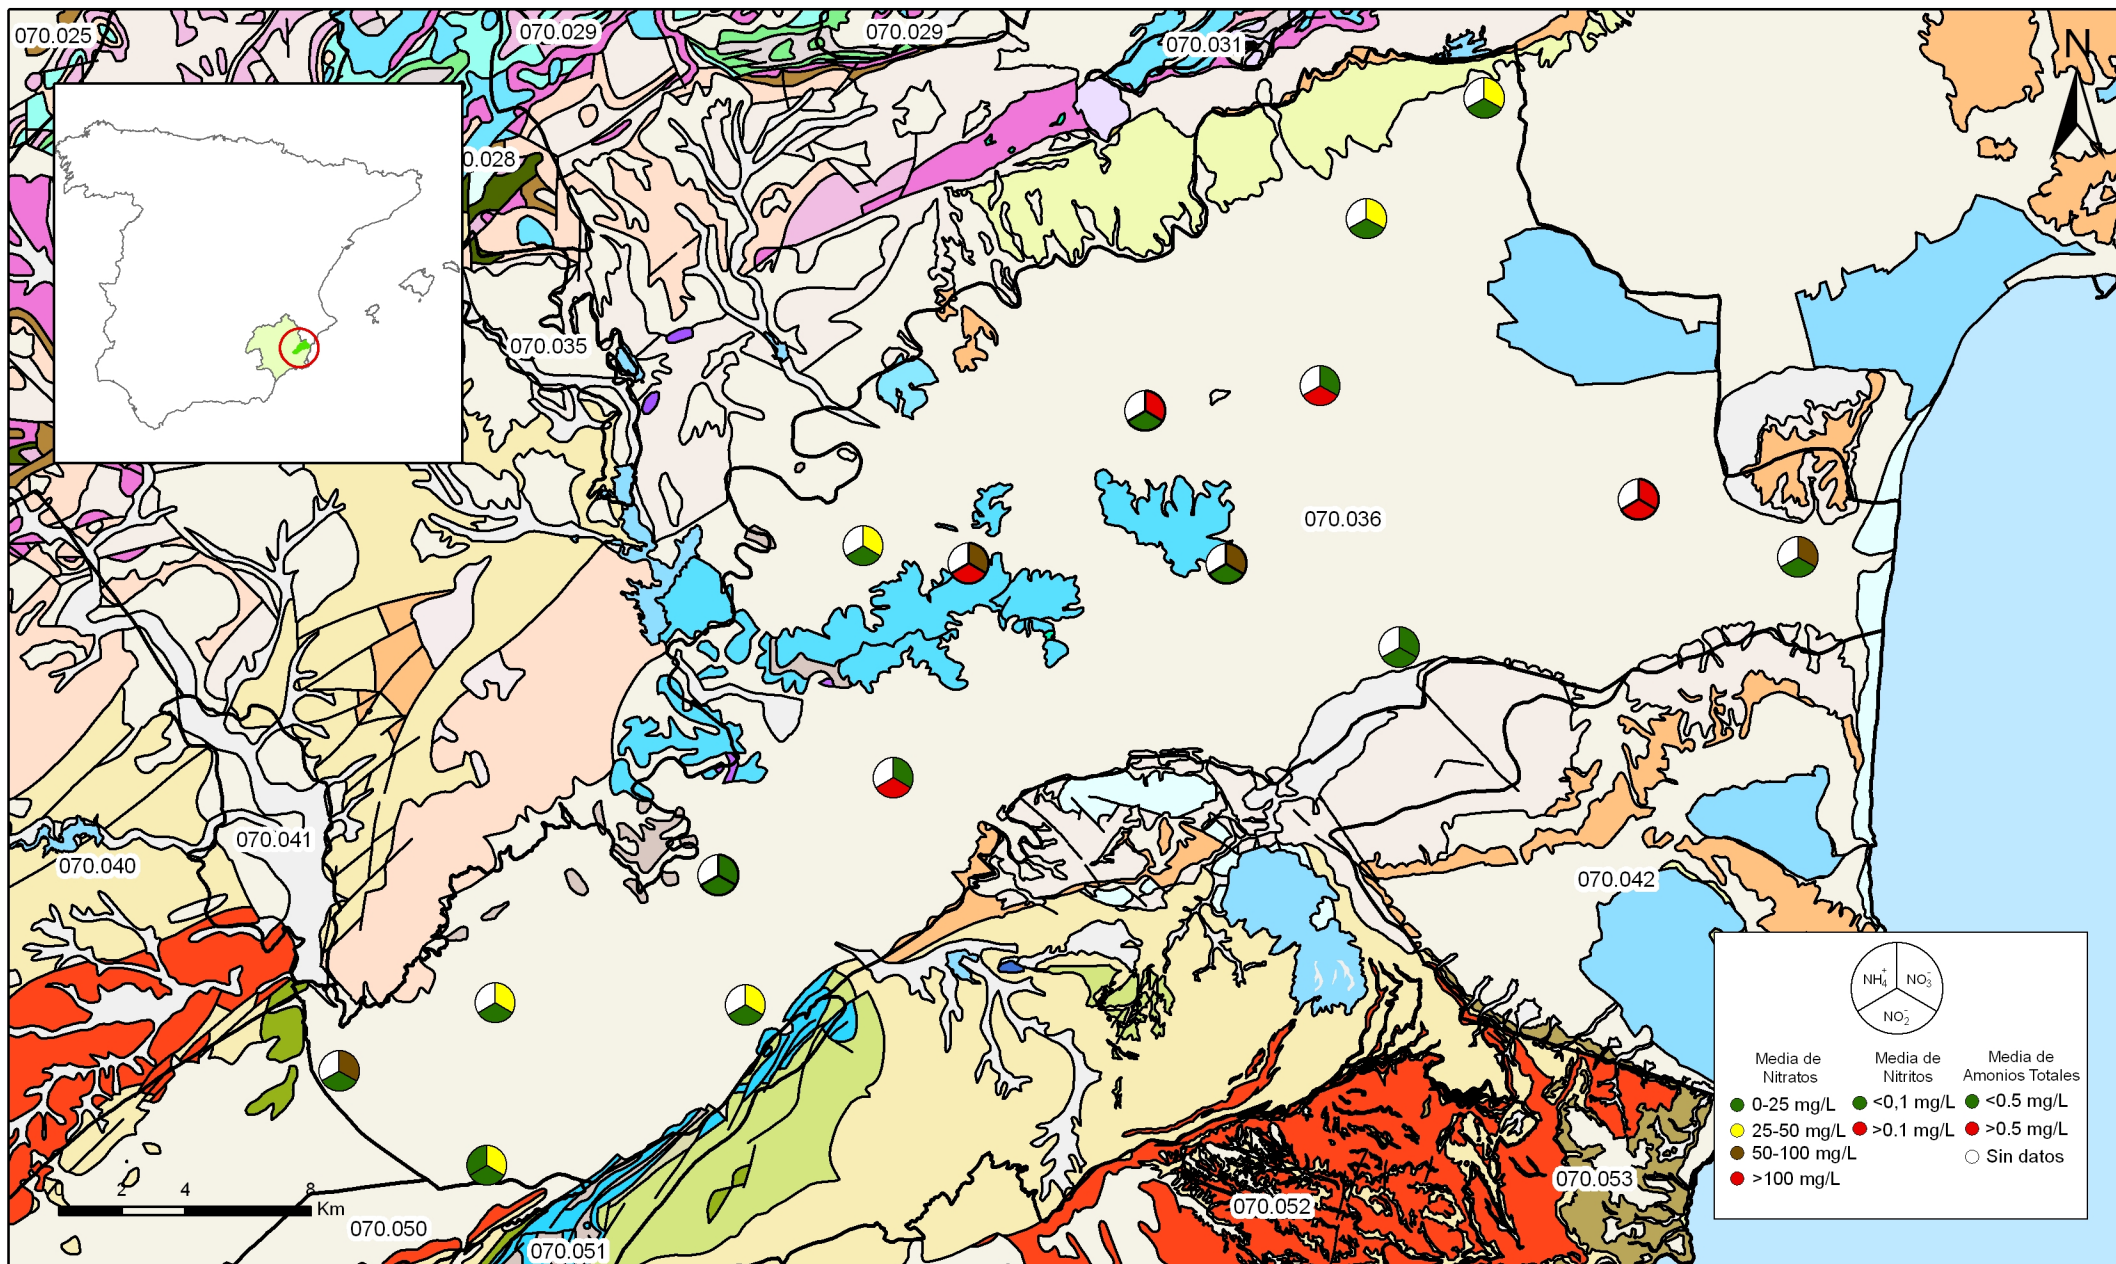 070.025
070.029
070.029
070.031
N
0.028
070.035
070.036
070.041
070.040
070.042
NH₄⁺ NO₃⁻
NO₂⁻
Media de Nitratos
Media de Nitritos
Media de Amonios Totales
0-25 mg/L <0,1 mg/L <0.5 mg/L
25-50 mg/L >0.1 mg/L >0.5 mg/L
50-100 mg/L Sin datos
>100 mg/L
070.053
2 4 8
Km
070.050
070.052
070.051